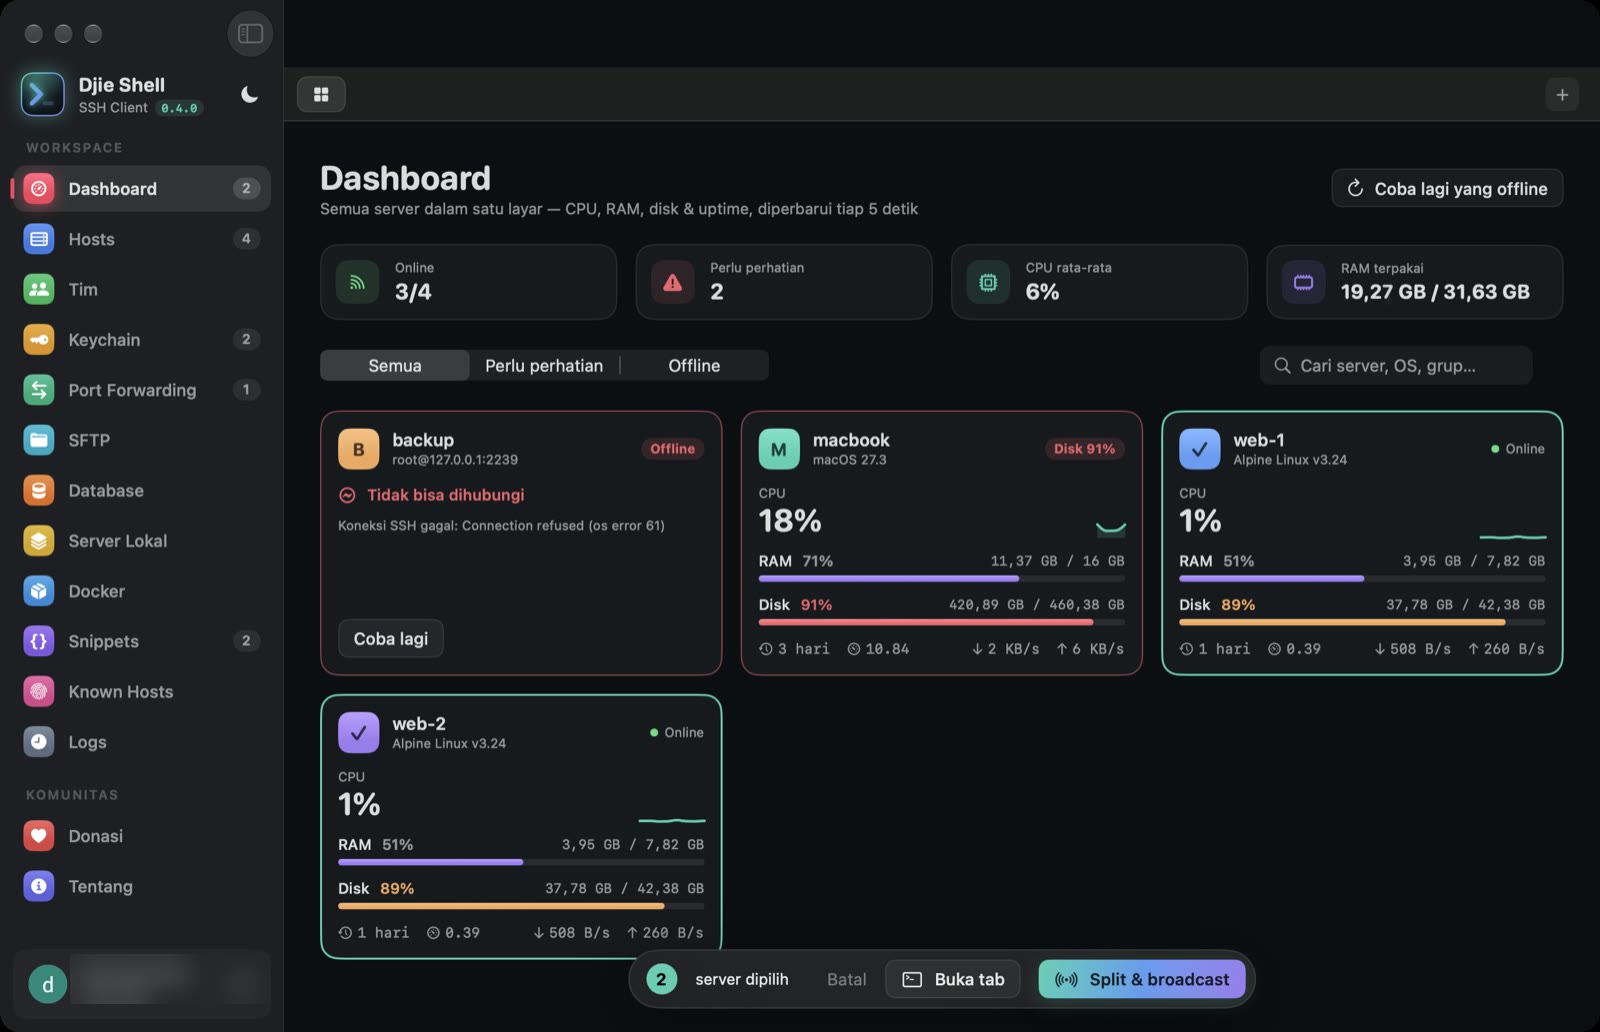 Djie Shell
SSH Client 0.4.0
WORKSPACE
Dashboard 2
Hosts 4
Tim
Keychain 2
Port Forwarding 1
SFTP
Database
Server Lokal
Docker
Snippets 2
Known Hosts
Logs
KOMUNITAS
Donasi
Tentang
d
+
Dashboard
Semua server dalam satu layar — CPU, RAM, disk & uptime, diperbarui tiap 5 detik
Coba lagi yang offline
Online
3/4
Perlu perhatian
2
CPU rata-rata
6%
RAM terpakai
19,27 GB / 31,63 GB
Semua Perlu perhatian Offline
Cari server, OS, grup...
B
backup
root@127.0.0.1:2239
Offline
Tidak bisa dihubungi
Koneksi SSH gagal: Connection refused (os error 61)
Coba lagi
M
macbook
macOS 27.3
Disk 91%
CPU
18%
RAM 71% 11,37 GB / 16 GB
Disk 91% 420,89 GB / 460,38 GB
3 hari 10.84 ↓ 2 KB/s ↑ 6 KB/s
web-1
Alpine Linux v3.24
Online
CPU
1%
RAM 51% 3,95 GB / 7,82 GB
Disk 89% 37,78 GB / 42,38 GB
1 hari 0.39 ↓ 508 B/s ↑ 260 B/s
web-2
Alpine Linux v3.24
Online
CPU
1%
RAM 51% 3,95 GB / 7,82 GB
Disk 89% 37,78 GB / 42,38 GB
1 hari 0.39 ↓ 508 B/s ↑ 260 B/s
2 server dipilih Batal Buka tab Split & broadcast